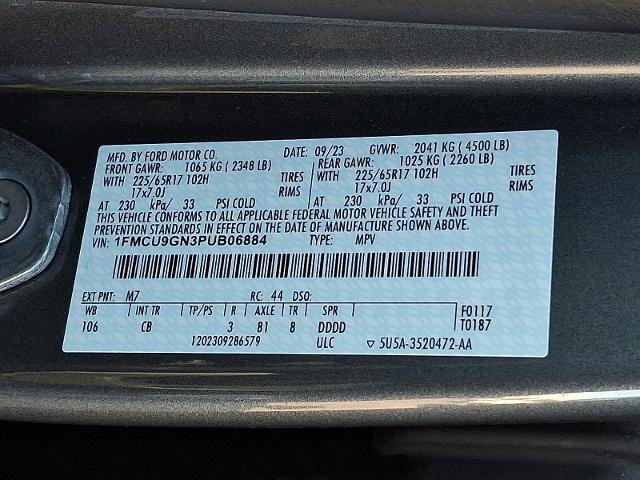 MFD. BY FORD MOTOR CO. DATE: 09/23 GVWR: 2041 KG ( 4500 LB)
FRONT GAWR: 1065 KG ( 2348 LB) REAR GAWR: 1025 KG ( 2260 LB)
WITH 225/65R17 102H TIRES WITH 225/65R17 102H TIRES
17x7.0J RIMS 17x7.0J RIMS
AT 230 kPa/ 33 PSI COLD AT 230 kPa/ 33 PSI COLD
THIS VEHICLE CONFORMS TO ALL APPLICABLE FEDERAL MOTOR VEHICLE SAFETY AND THEFT
PREVENTION STANDARDS IN EFFECT ON THE DATE OF MANUFACTURE SHOWN ABOVE.
VIN: 1FMCU9GN3PUB06884 TYPE: MPV
EXT PNT: M7 RC: 44 DSO:
WB INT TR TP/PS R AXLE TR SPR F0117
106 CB 3 81 8 DDDD T0187
1202309286579 ULC ▽ 5U5A-3520472-AA